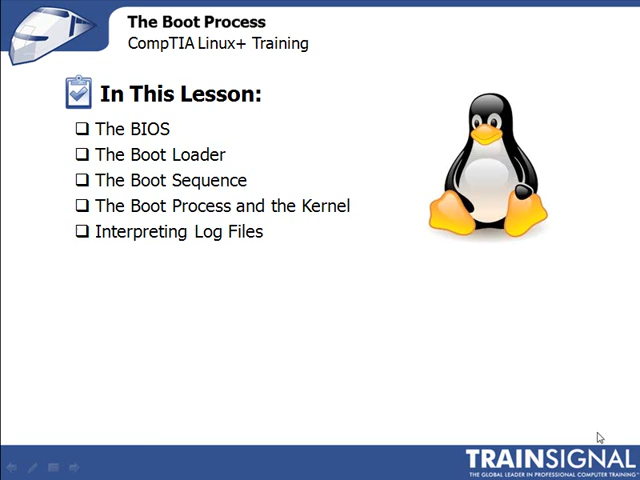 The Boot Process
CompTIA Linux+ Training
In This Lesson:
The BIOS
The Boot Loader
The Boot Sequence
The Boot Process and the Kernel
Interpreting Log Files
TRAINSIGNAL
THE GLOBAL LEADER IN PROFESSIONAL COMPUTER TRAINING